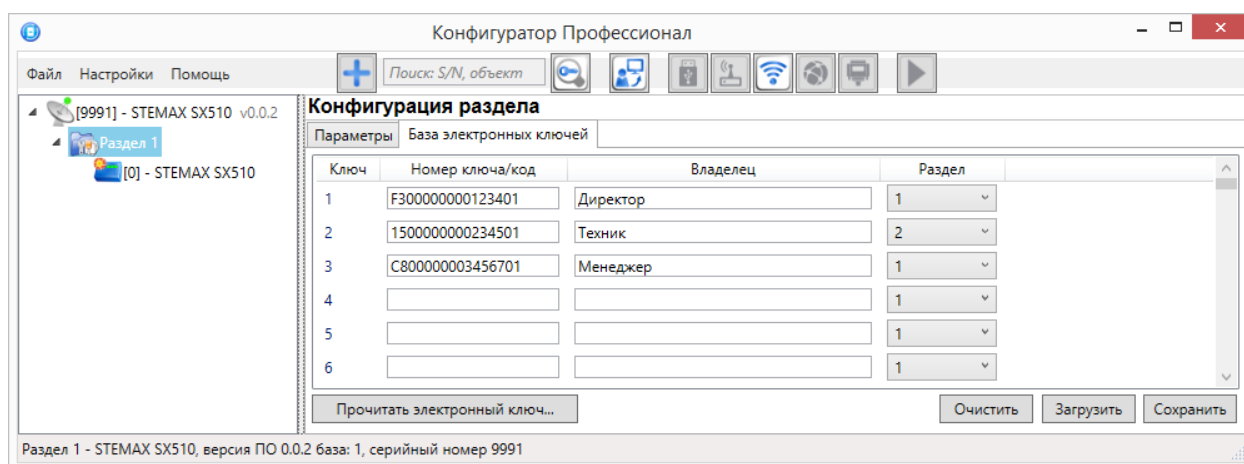 Конфигуратор Профессионал
Файл Настройки Помощь Поиск: S/N, объект
[9991] - STEMAX SX510 v0.0.2
Раздел 1
[0] - STEMAX SX510
Конфигурация раздела
Параметры База электронных ключей
Ключ Номер ключа/код Владелец Раздел
1 F300000000123401 Директор 1
2 1500000000234501 Техник 2
3 C800000003456701 Менеджер 1
4 1
5 1
6 1
Прочитать электронный ключ... Очистить Загрузить Сохранить
Раздел 1 - STEMAX SX510, версия ПО 0.0.2 база: 1, серийный номер 9991